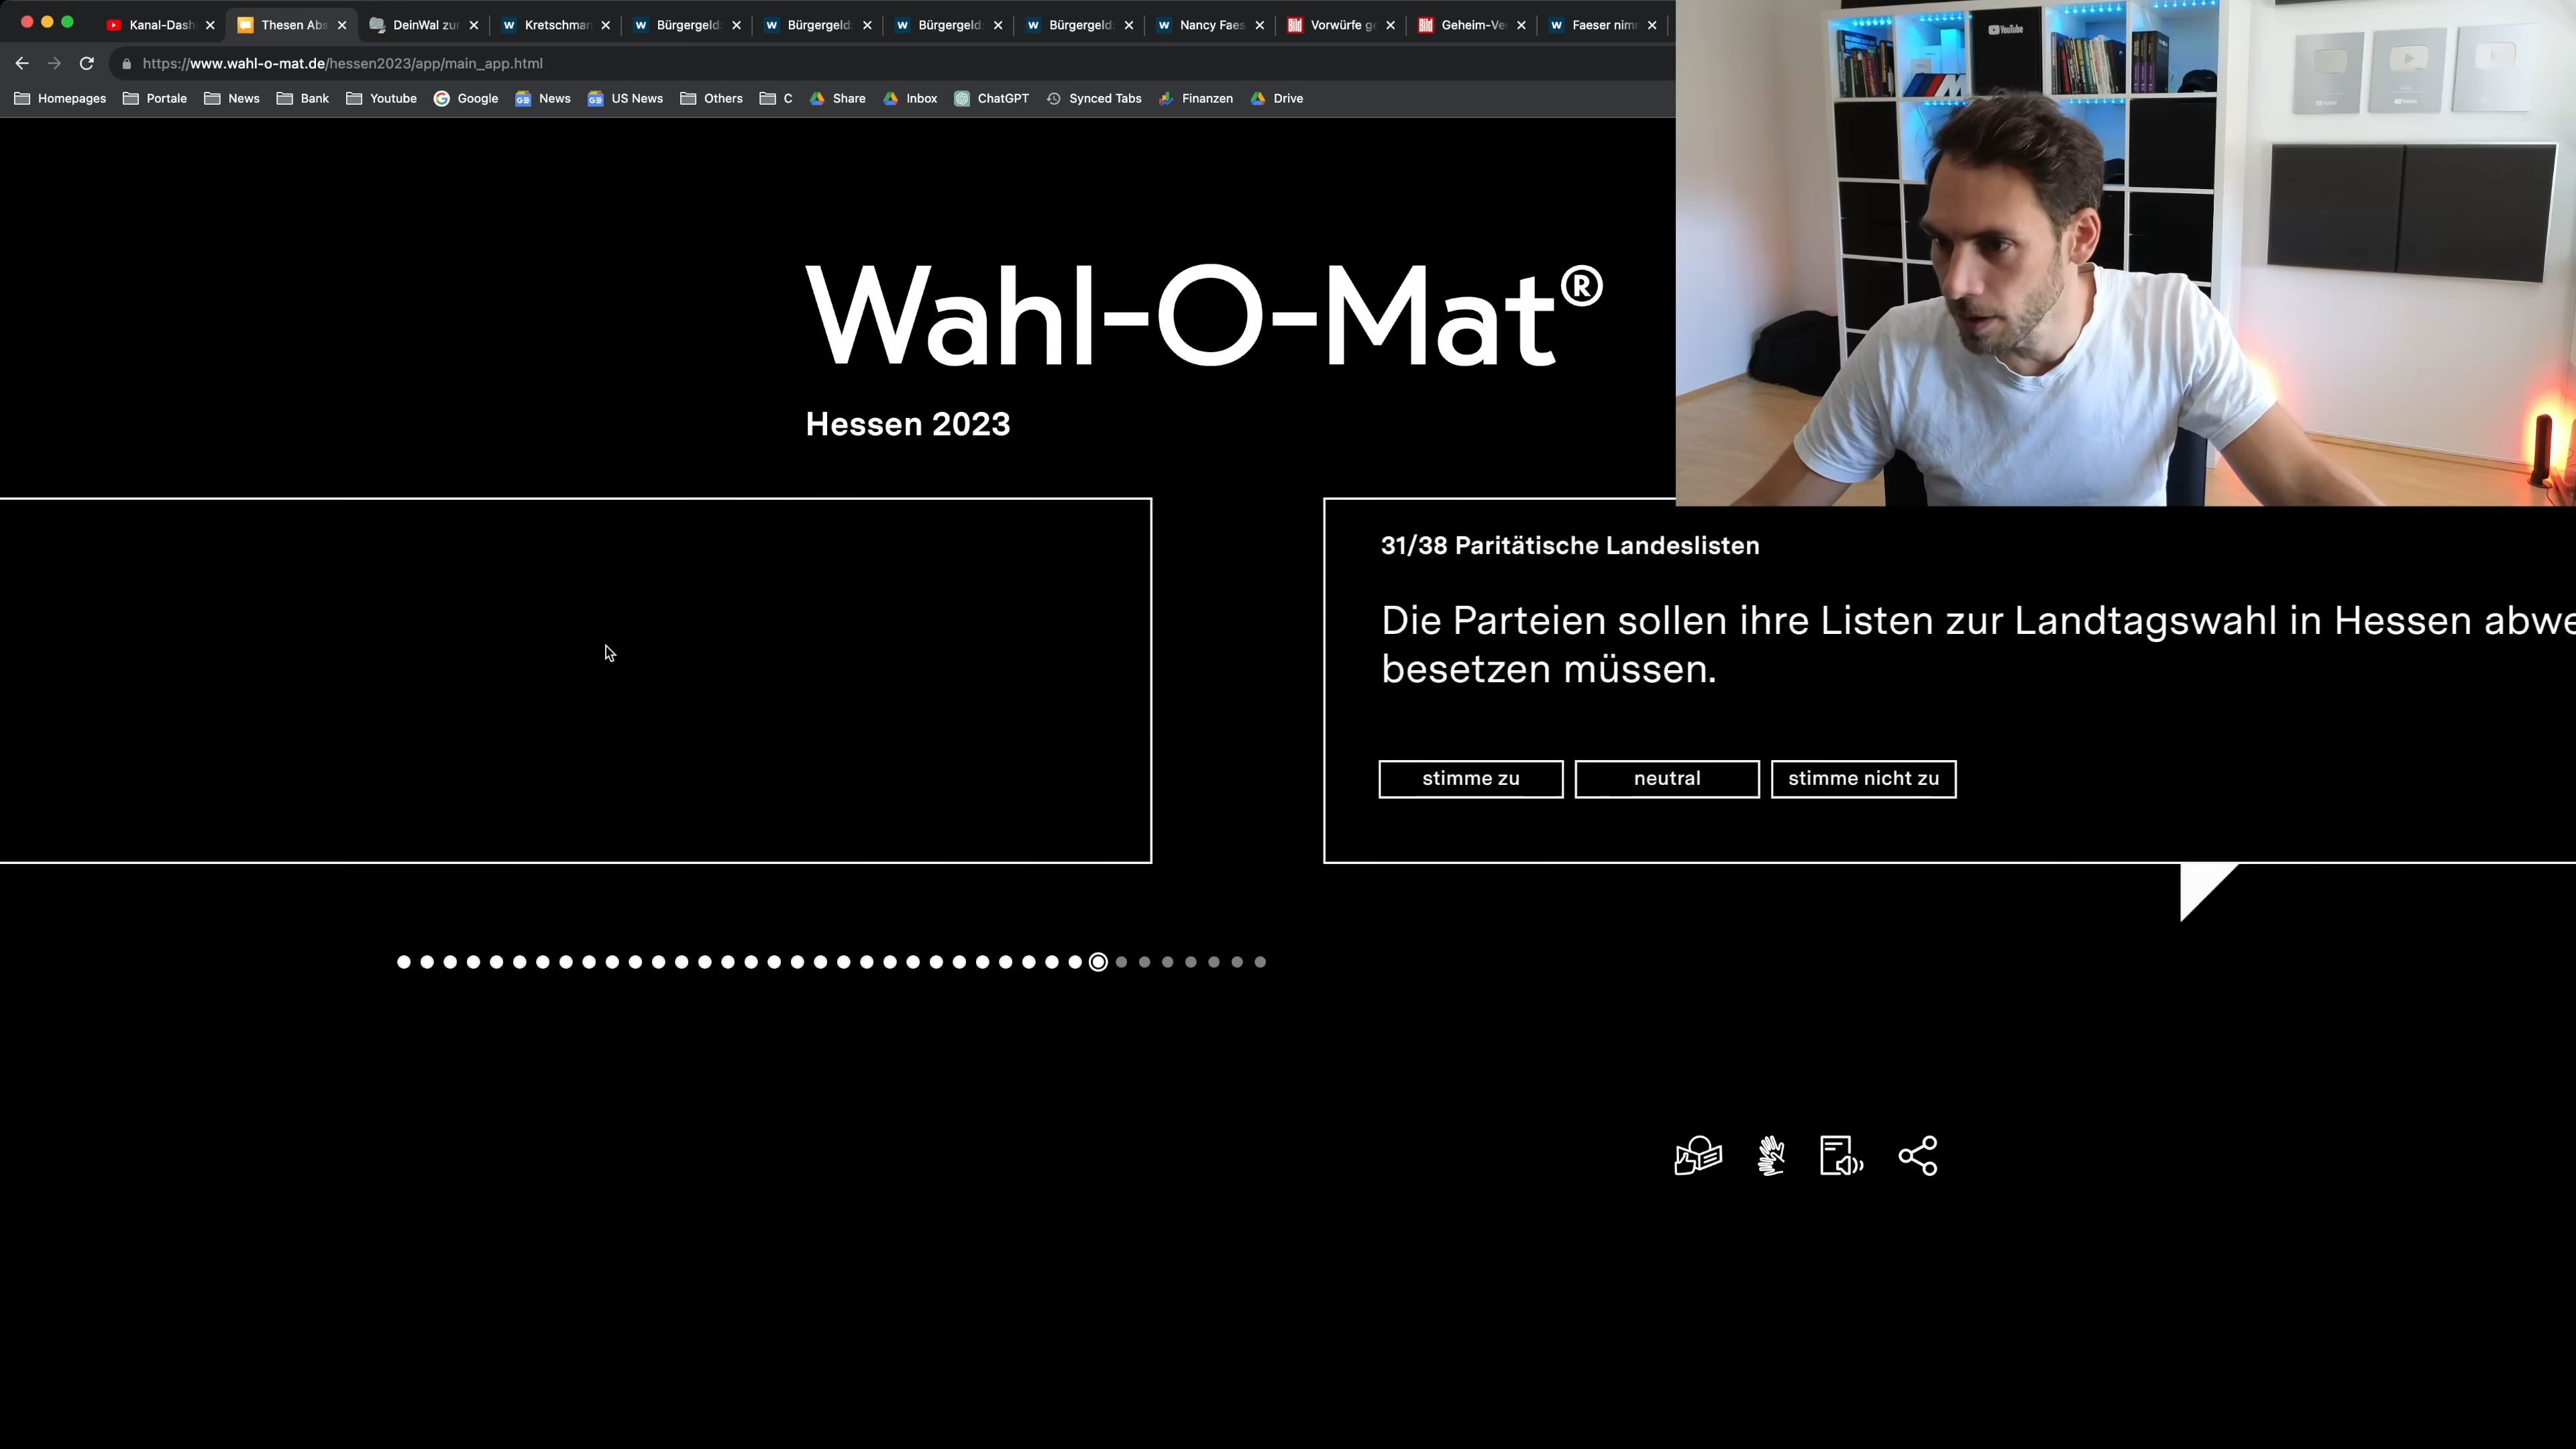 Kanal-Dash
Thesen Abs
DeinWal zur
Kretschman
Bürgergeld:
Bürgergeld:
Bürgergeld:
Bürgergeld:
Nancy Faes
Vorwürfe ge
Geheim-Ve
Faeser nim
https://www.wahl-o-mat.de/hessen2023/app/main_app.html
Homepages
Portale
News
Bank
Youtube
Google
News
US News
Others
C
Share
Inbox
ChatGPT
Synced Tabs
Finanzen
Drive
YouTube
Wahl-O-Mat®
Hessen 2023
31/38 Paritätische Landeslisten
Die Parteien sollen ihre Listen zur Landtagswahl in Hessen abwe
besetzen müssen.
stimme zu
neutral
stimme nicht zu